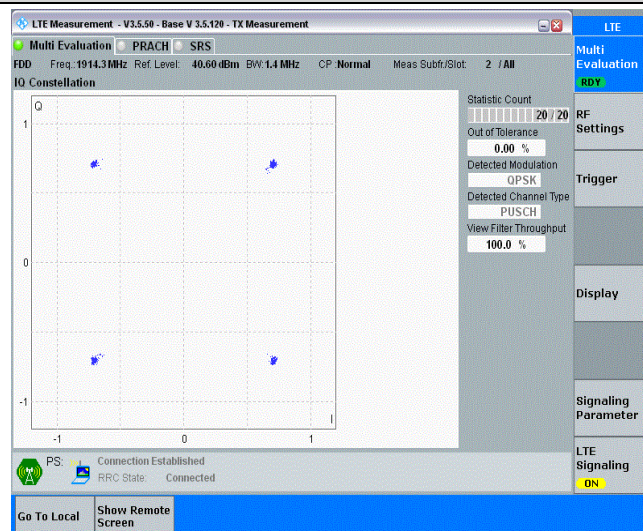 LTE Measurement - V3.5.50 - Base V 3.5.120 - TX Measurement
LTE
Multi Evaluation PRACH SRS
FDD Freq.:1914.3 MHz Ref. Level: 40.60 dBm BW:1.4 MHz CP :Normal Meas Subfr./Slot: 2 / All
IQ Constellation
Q
1
0
-1
I
-1 0 1
Statistic Count
20 / 20
Out of Tolerance
0.00 %
Detected Modulation
QPSK
Detected Channel Type
PUSCH
View Filter Throughput
100.0 %
Multi
Evaluation
RDY
RF
Settings
Trigger
Display
Signaling
Parameter
LTE
Signaling
ON
PS: Connection Established
RRC State: Connected
Go To Local
Show Remote
Screen